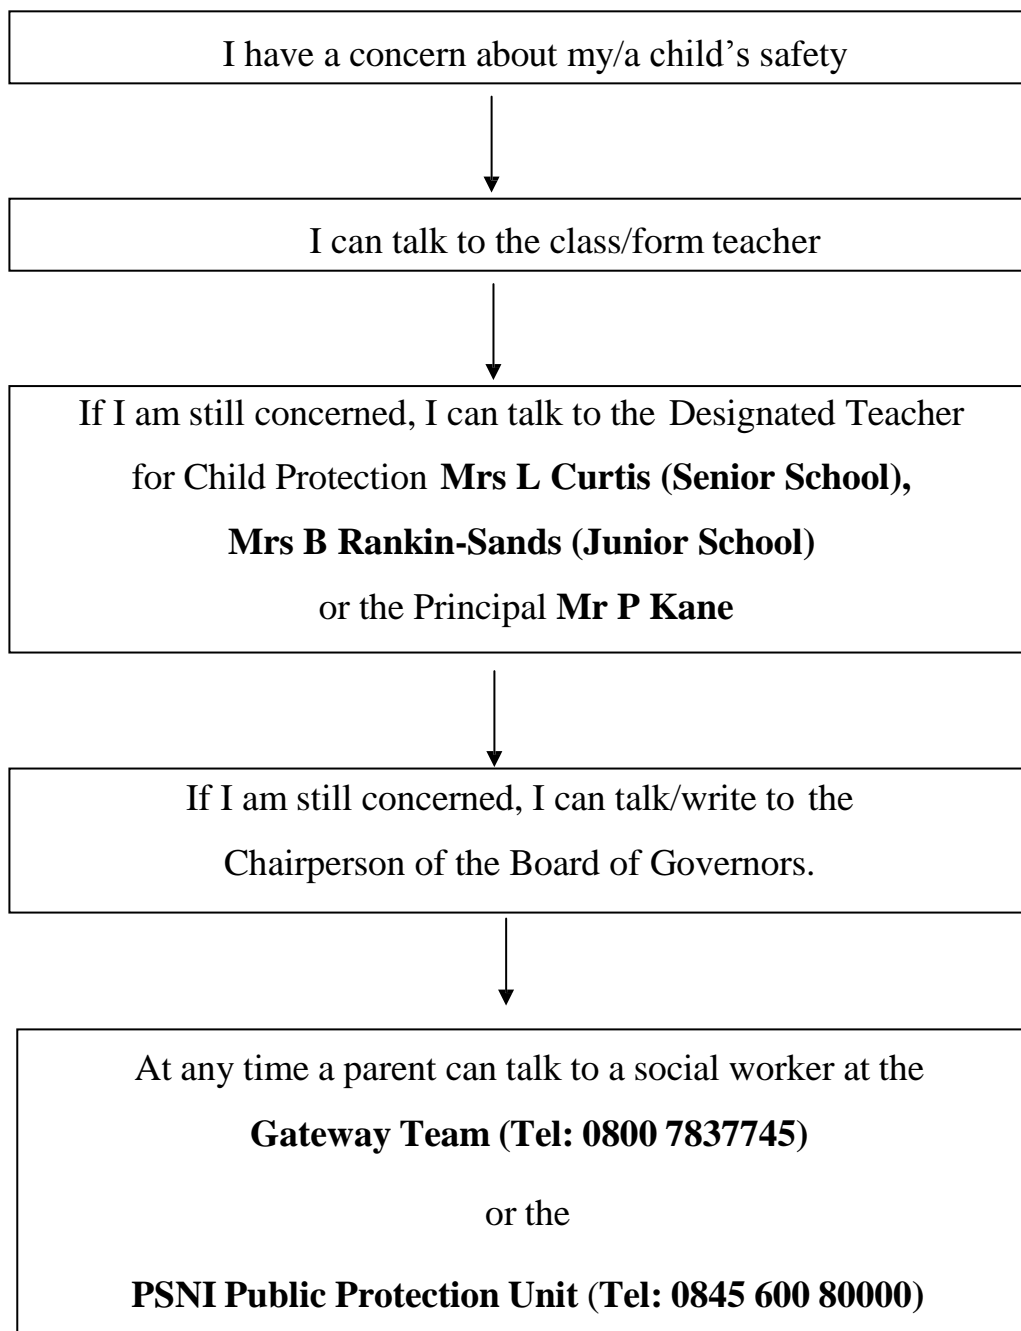 I have a concern about my/a child’s safety
I can talk to the class/form teacher
If I am still concerned, I can talk to the Designated Teacher
for Child Protection Mrs L Curtis (Senior School),
Mrs B Rankin-Sands (Junior School)
or the Principal Mr P Kane
If I am still concerned, I can talk/write to the
Chairperson of the Board of Governors.
At any time a parent can talk to a social worker at the
Gateway Team (Tel: 0800 7837745)
or the
PSNI Public Protection Unit (Tel: 0845 600 80000)